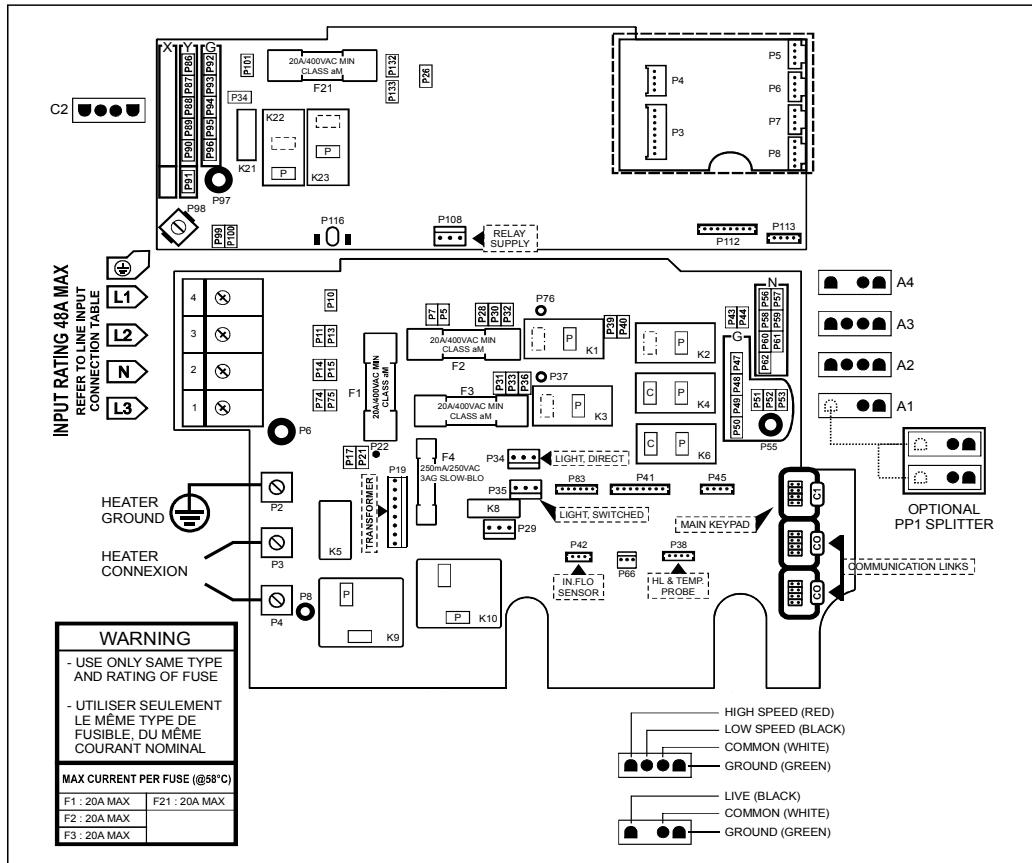 X
Y
G
P86
P87
P88
P89
P90
P91
P92
P93
P94
P95
P96
P101
20A/400VAC MIN
CLASS aM
F21
P132
P133
P26
P34
K22
P
K21
P
K23
P97
P98
P99
P100
P116
P108
RELAY
SUPPLY
P4
P3
P5
P6
P7
P8
P112
P113
C2
INPUT RATING 48A MAX
REFER TO LINE INPUT
CONNECTION TABLE
L1
L2
N
L3
4
3
2
1
P10
P11
P13
P14
P15
P74
P75
P6
P17
P21
P22
F1
20A/400VAC MIN
CLASS aM
P7
P5
P28
P30
P32
20A/400VAC MIN
CLASS aM
F2
P76
P
K1
P39
P40
P31
P33
P36
F3
20A/400VAC MIN
CLASS aM
P37
P
K3
P
K2
C
P
K4
C
P
K6
P43
P44
N
P56
P57
P58
P59
P60
P61
P62
G
P47
P48
P49
P50
P51
P52
P53
P55
A4
A3
A2
A1
OPTIONAL
PP1 SPLITTER
F4
250mA/250VAC
3AG SLOW-BLO
P19
TRANSFORMER
P34
LIGHT, DIRECT
P35
LIGHT, SWITCHED
K8
P29
P83
P41
P45
MAIN KEYPAD
C1
CO
CO
COMMUNICATION LINKS
P42
IN.FLO
SENSOR
P66
P38
HL & TEMP.
PROBE
HEATER
GROUND
P2
HEATER
CONNEXION
P3
P4
K5
P8
P
K9
P
K10
WARNING
- USE ONLY SAME TYPE
AND RATING OF FUSE
- UTILISER SEULEMENT
LE MÊME TYPE DE
FUSIBLE, DU MÊME
COURANT NOMINAL
MAX CURRENT PER FUSE (@58°C)
F1 : 20A MAX
F21 : 20A MAX
F2 : 20A MAX
F3 : 20A MAX
HIGH SPEED (RED)
LOW SPEED (BLACK)
COMMON (WHITE)
GROUND (GREEN)
LIVE (BLACK)
COMMON (WHITE)
GROUND (GREEN)